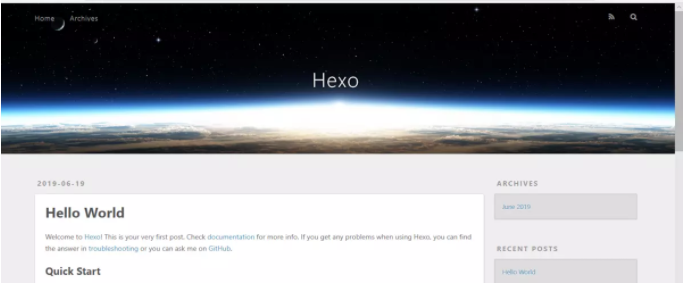 Home Archives
Hexo
2019-06-19
Hello World
Welcome to Hexo! This is your very first post. Check documentation for more info. If you get any problems when using Hexo, you can find
the answer in troubleshooting or you can ask me on GitHub.
Quick Start
ARCHIVES
June 2019
RECENT POSTS
Hello World